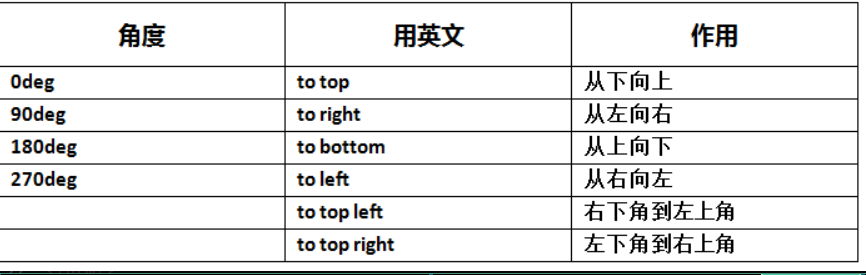 角度 用英文 作用
0deg to top 从下向上
90deg to right 从左向右
180deg to bottom 从上向下
270deg to left 从右向左
to top left 右下角到左上角
to top right 左下角到右上角